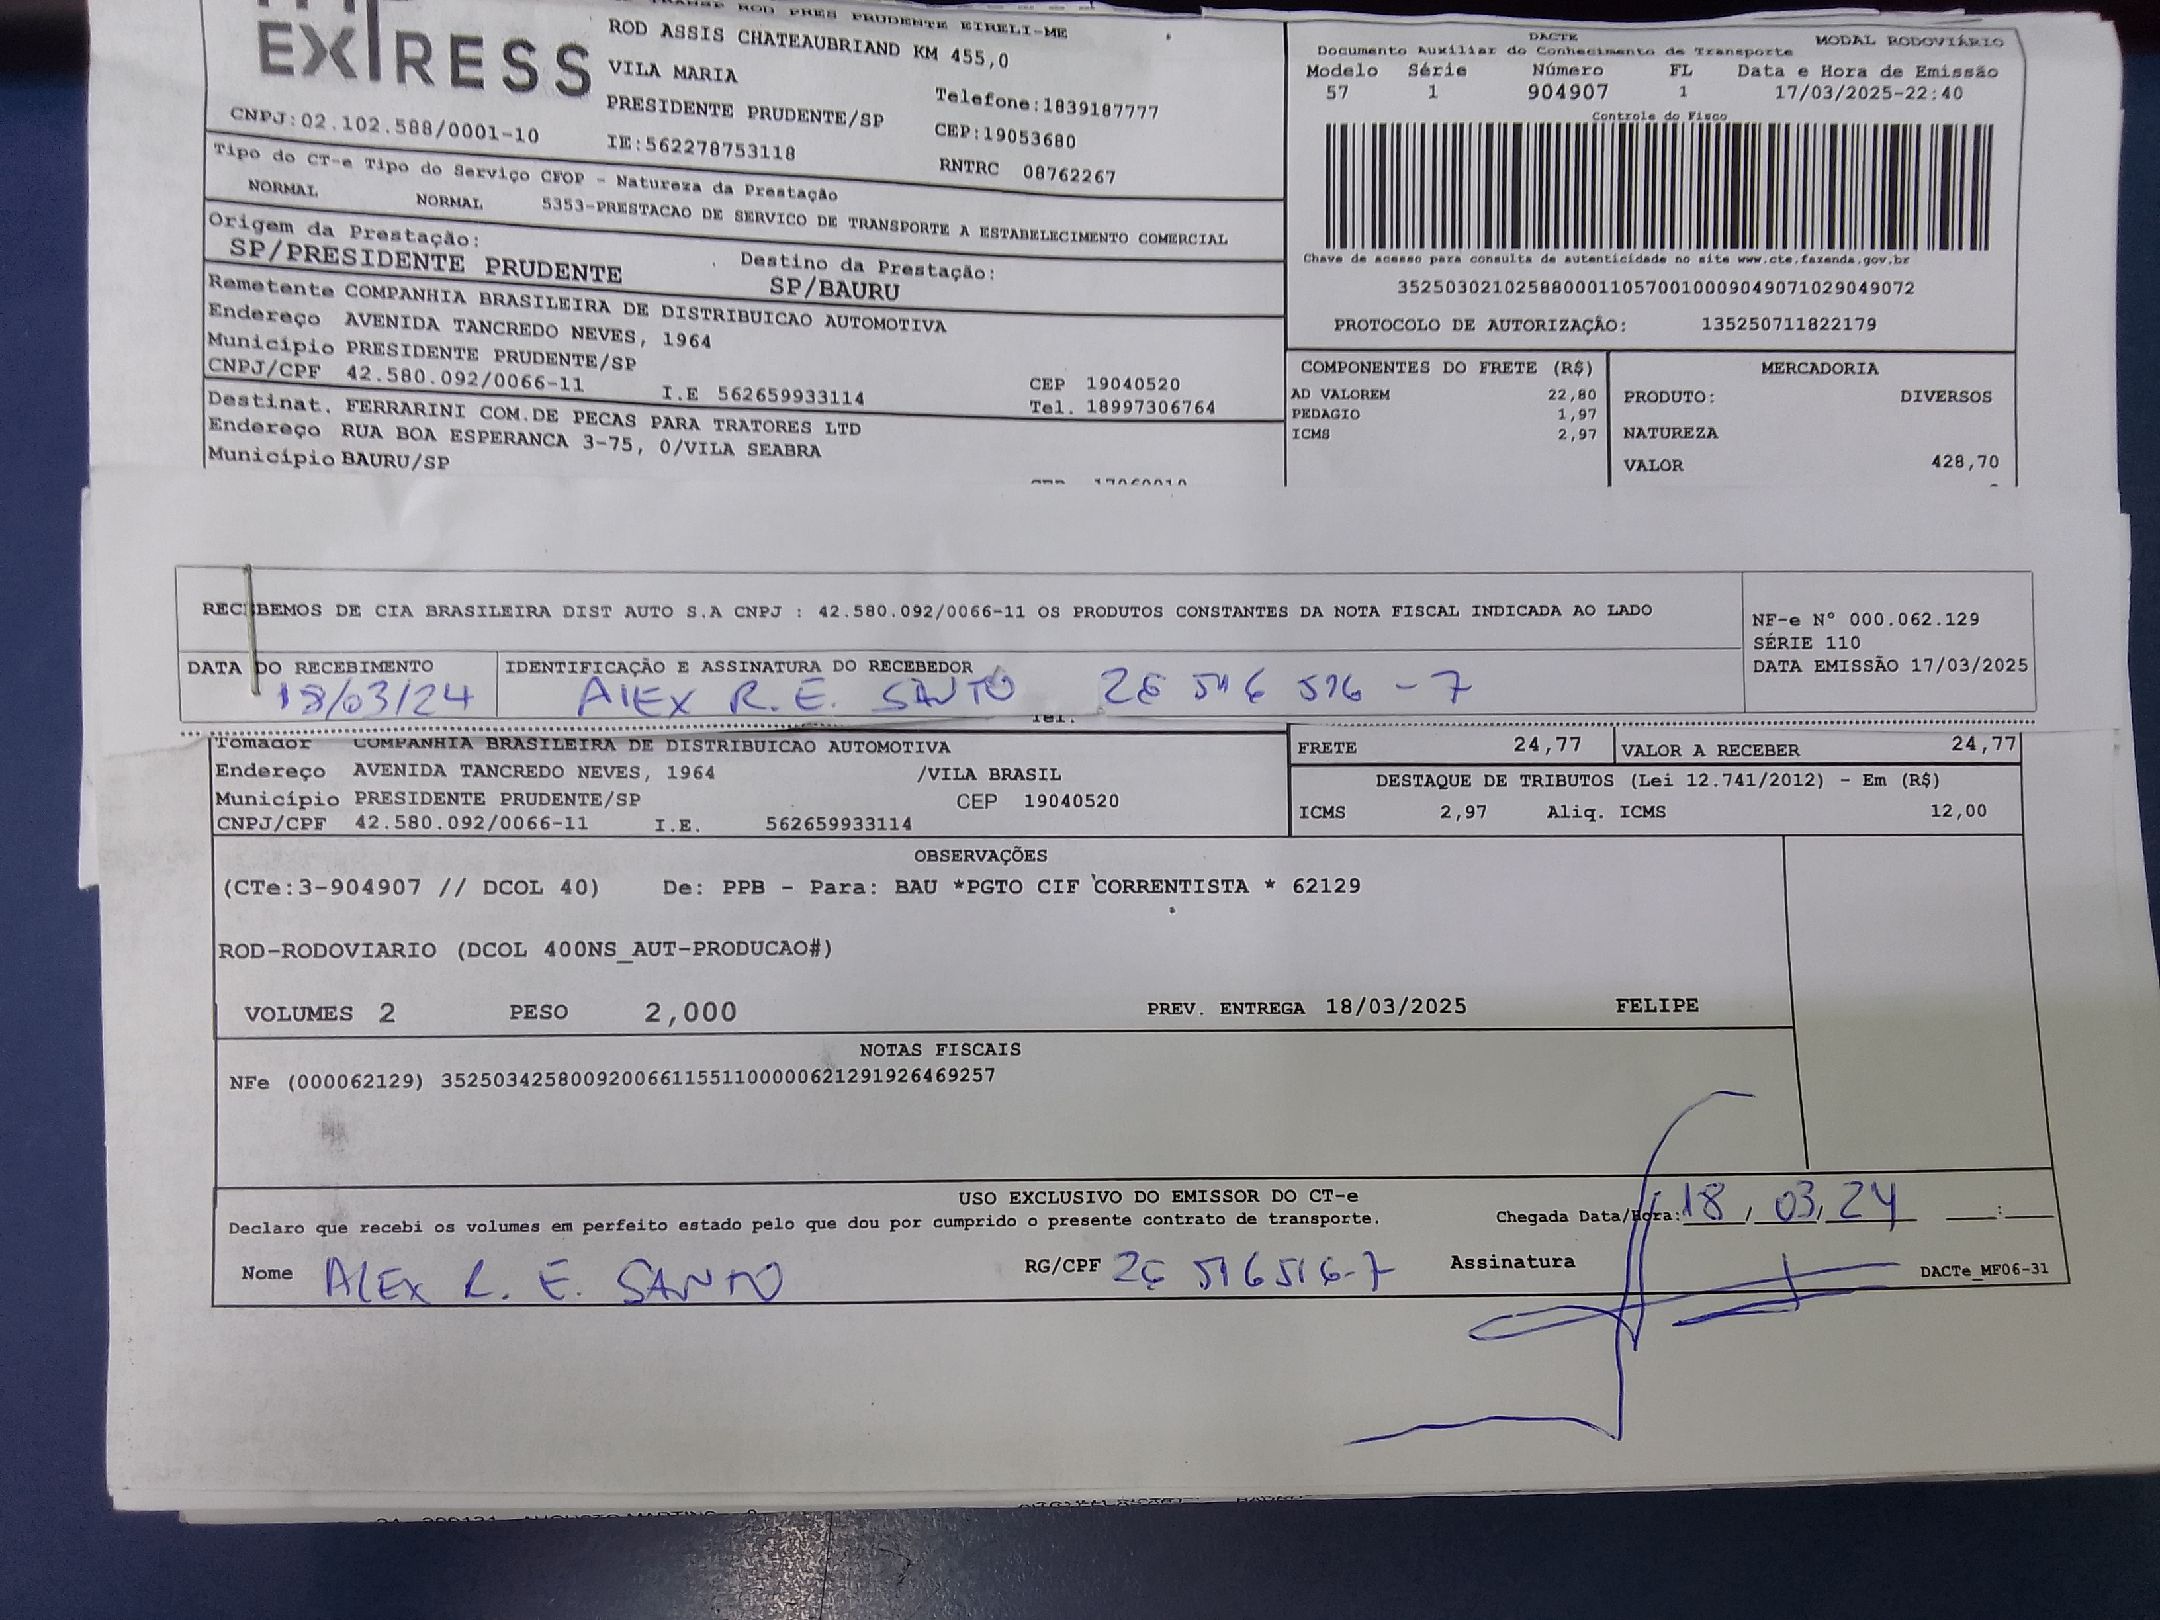 EXPRESS
TRANSP ROD PRES PRUDENTE EIRELI-ME
ROD ASSIS CHATEAUBRIAND KM 455,0
VILA MARIA
PRESIDENTE PRUDENTE/SP
Telefone:1839187777
CEP:19053680
CNPJ:02.102.588/0001-10
IE:562278753118
RNTRC 08762267
Tipo do CT-e Tipo do Serviço CFOP - Natureza da Prestação
NORMAL NORMAL 5353-PRESTACAO DE SERVICO DE TRANSPORTE A ESTABELECIMENTO COMERCIAL
Origem da Prestação: Destino da Prestação:
SP/PRESIDENTE PRUDENTE SP/BAURU
Remetente COMPANHIA BRASILEIRA DE DISTRIBUICAO AUTOMOTIVA
Endereço AVENIDA TANCREDO NEVES, 1964
Município PRESIDENTE PRUDENTE/SP CEP 19040520
CNPJ/CPF 42.580.092/0066-11 I.E 562659933114 Tel. 18997306764
Destinat. FERRARINI COM.DE PECAS PARA TRATORES LTD
Endereço RUA BOA ESPERANCA 3-75, 0/VILA SEABRA
Município BAURU/SP
DACTE MODAL RODOVIÁRIO
Documento Auxiliar do Conhecimento de Transporte
Modelo Série Número FL Data e Hora de Emissão
57 1 904907 1 17/03/2025-22:40
Controle do Fisco
Chave de acesso para consulta de autenticidade no site www.cte.fazenda.gov.br
35250302102588000110570010009049071029049072
PROTOCOLO DE AUTORIZAÇÃO: 135250711822179
COMPONENTES DO FRETE (R$) MERCADORIA
AD VALOREM 22,80 PRODUTO: DIVERSOS
PEDAGIO 1,97
ICMS 2,97 NATUREZA
VALOR 428,70
RECEBEMOS DE CIA BRASILEIRA DIST AUTO S.A CNPJ : 42.580.092/0066-11 OS PRODUTOS CONSTANTES DA NOTA FISCAL INDICADA AO LADO
NF-e N° 000.062.129
SÉRIE 110
DATA EMISSÃO 17/03/2025
DATA DO RECEBIMENTO IDENTIFICAÇÃO E ASSINATURA DO RECEBEDOR
18/03/24 ALEX R. E. SANTO 26 516 516-7
Tel.
Tomador COMPANHIA BRASILEIRA DE DISTRIBUICAO AUTOMOTIVA
Endereço AVENIDA TANCREDO NEVES, 1964 /VILA BRASIL
Município PRESIDENTE PRUDENTE/SP CEP 19040520
CNPJ/CPF 42.580.092/0066-11 I.E. 562659933114
FRETE 24,77 VALOR A RECEBER 24,77
DESTAQUE DE TRIBUTOS (Lei 12.741/2012) - Em (R$)
ICMS 2,97 Aliq. ICMS 12,00
OBSERVAÇÕES
(CTe:3-904907 // DCOL 40) De: PPB - Para: BAU *PGTO CIF CORRENTISTA * 62129
ROD-RODOVIARIO (DCOL 400NS_AUT-PRODUCAO#)
VOLUMES 2 PESO 2,000 PREV. ENTREGA 18/03/2025 FELIPE
NOTAS FISCAIS
NFe (000062129) 35250342580092006611551100000621291926469257
USO EXCLUSIVO DO EMISSOR DO CT-e
Declaro que recebi os volumes em perfeito estado pelo que dou por cumprido o presente contrato de transporte. Chegada Data/Hora: 18, 03, 24 __:__
Nome ALEX R. E. SANTO RG/CPF 26 516516-7 Assinatura
DACTe_MF06-31